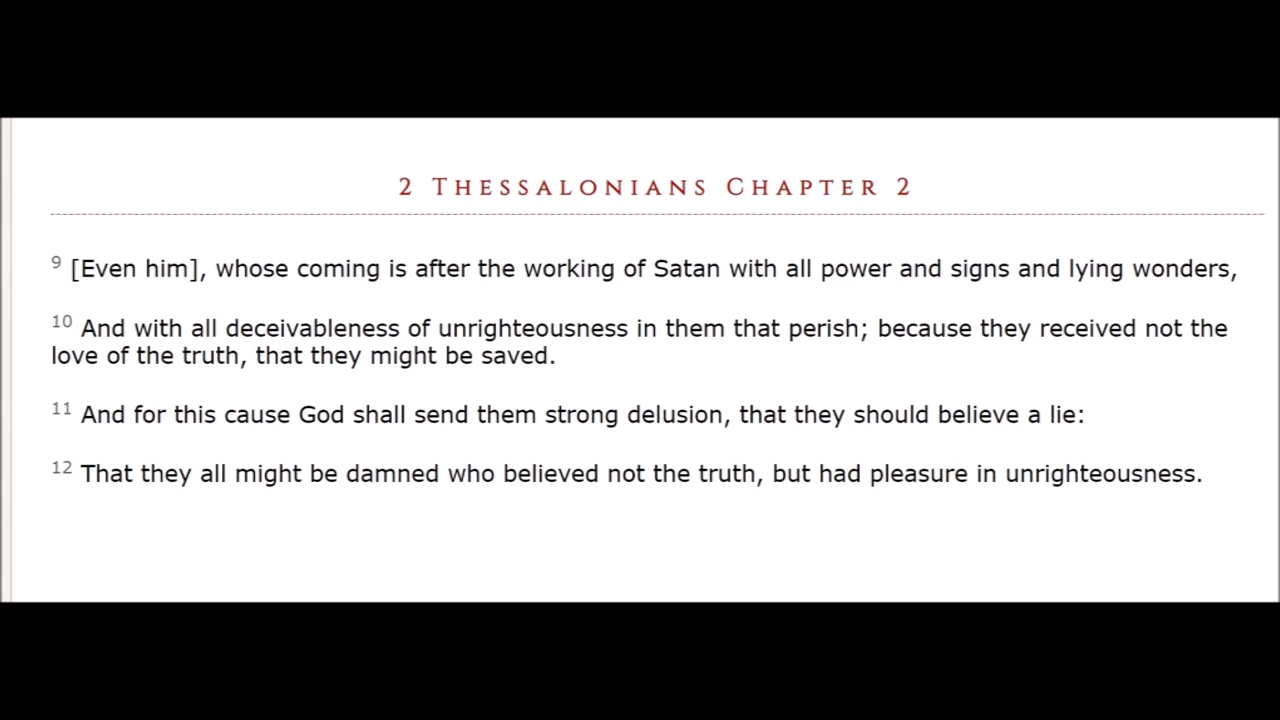 2 Thessalonians Chapter 2
9 [Even him], whose coming is after the working of Satan with all power and signs and lying wonders,
10 And with all deceivableness of unrighteousness in them that perish; because they received not the
love of the truth, that they might be saved.
11 And for this cause God shall send them strong delusion, that they should believe a lie:
12 That they all might be damned who believed not the truth, but had pleasure in unrighteousness.